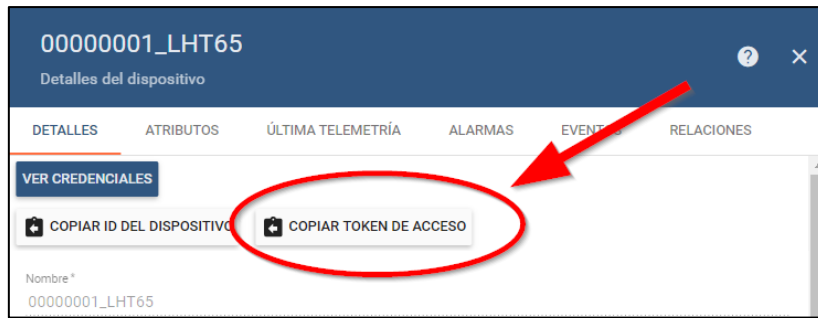 00000001_LHT65
Detalles del dispositivo
DETALLES ATRIBUTOS ÚLTIMA TELEMETRÍA ALARMAS EVENTOS RELACIONES
VER CREDENCIALES
COPIAR ID DEL DISPOSITIVO COPIAR TOKEN DE ACCESO
Nombre*
00000001_LHT65